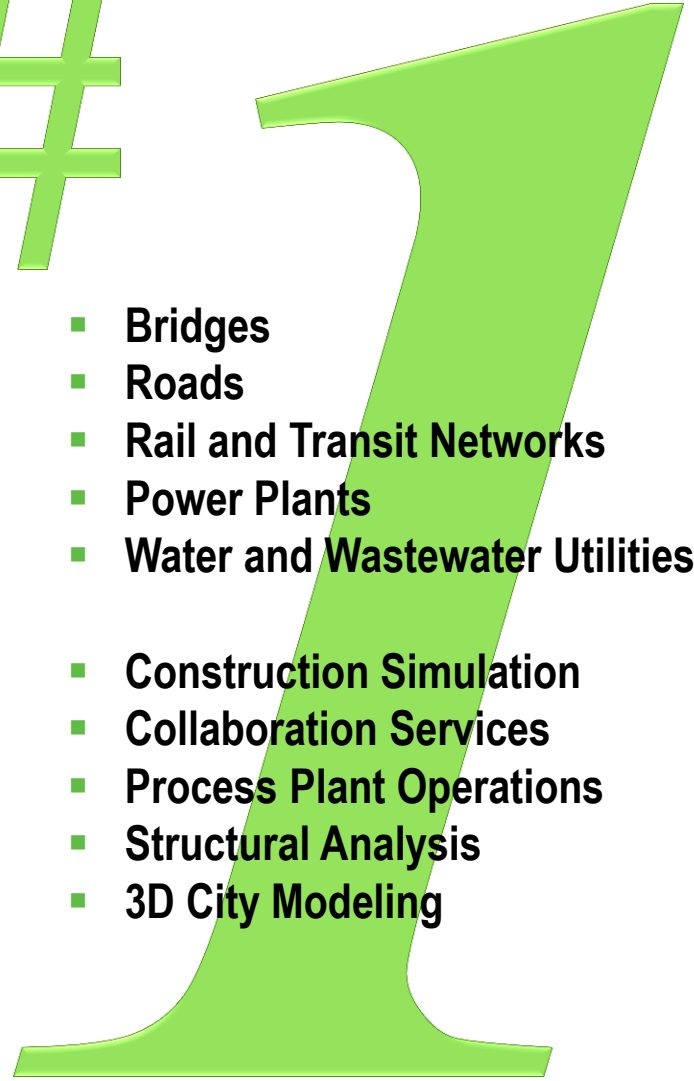 #1
Bridges
Roads
Rail and Transit Networks
Power Plants
Water and Wastewater Utilities
Construction Simulation
Collaboration Services
Process Plant Operations
Structural Analysis
3D City Modeling